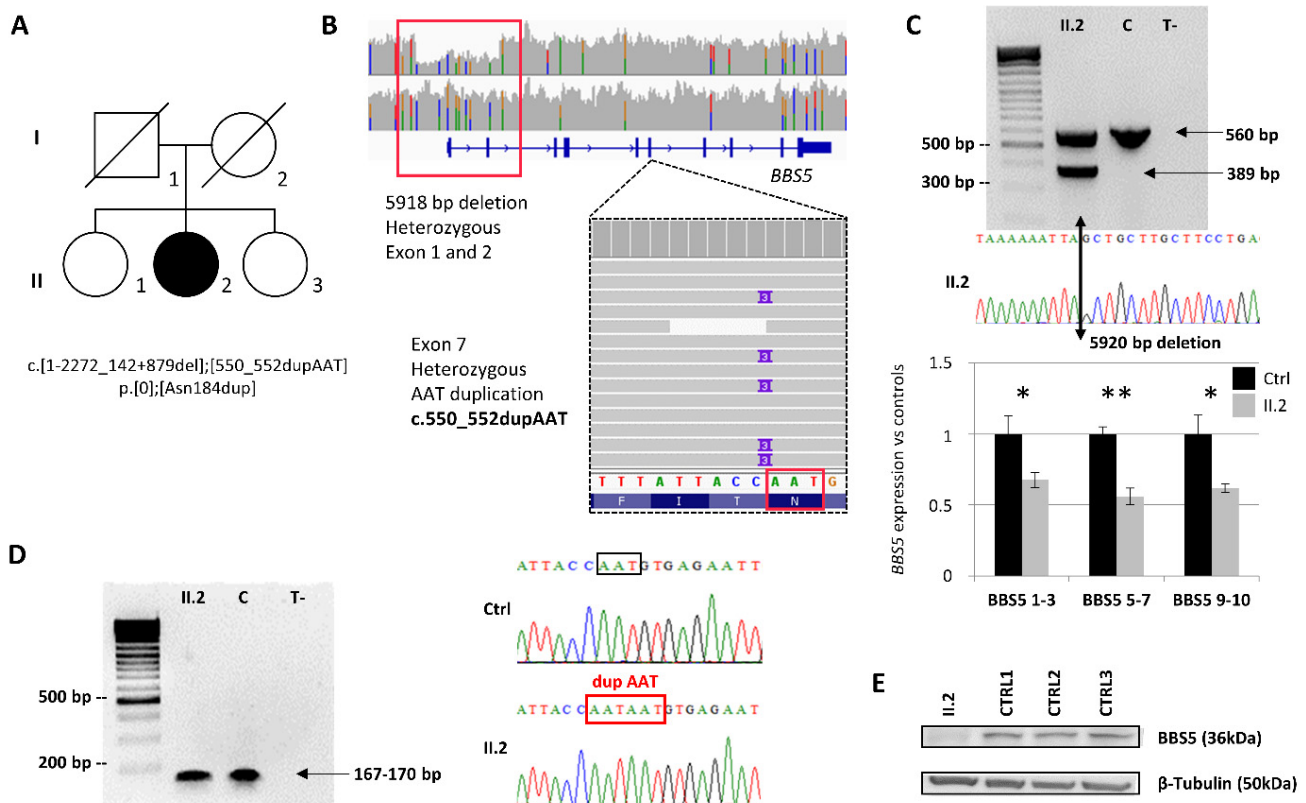 A
I
1
2
II
1
2
3
c.[1-2272_142+879del];[550_552dupAAT]
p.[0];[Asn184dup]
B
BBS5
5918 bp deletion
Heterozygous
Exon 1 and 2
Exon 7
Heterozygous
AAT duplication
c.550_552dupAAT
3
3
3
3
3
T T T A T T A C C A A T G
F I T N
C
II.2 C T-
500 bp --
300 bp --
560 bp
389 bp
TAAAAAATTAGCTGCTTGCTTCCTGA
II.2
5920 bp deletion
BBS5 expression vs controls
1.5
1
0.5
0
* ** *
Ctrl
II.2
BBS5 1-3 BBS5 5-7 BBS5 9-10
D
II.2 C T-
500 bp --
200 bp --
167-170 bp
ATTACCAATGTGAGAATT
Ctrl
dup AAT
ATTACCAATAATGTGAGAAT
II.2
E
II.2 CTRL1 CTRL2 CTRL3
BBS5 (36kDa)
β-Tubulin (50kDa)